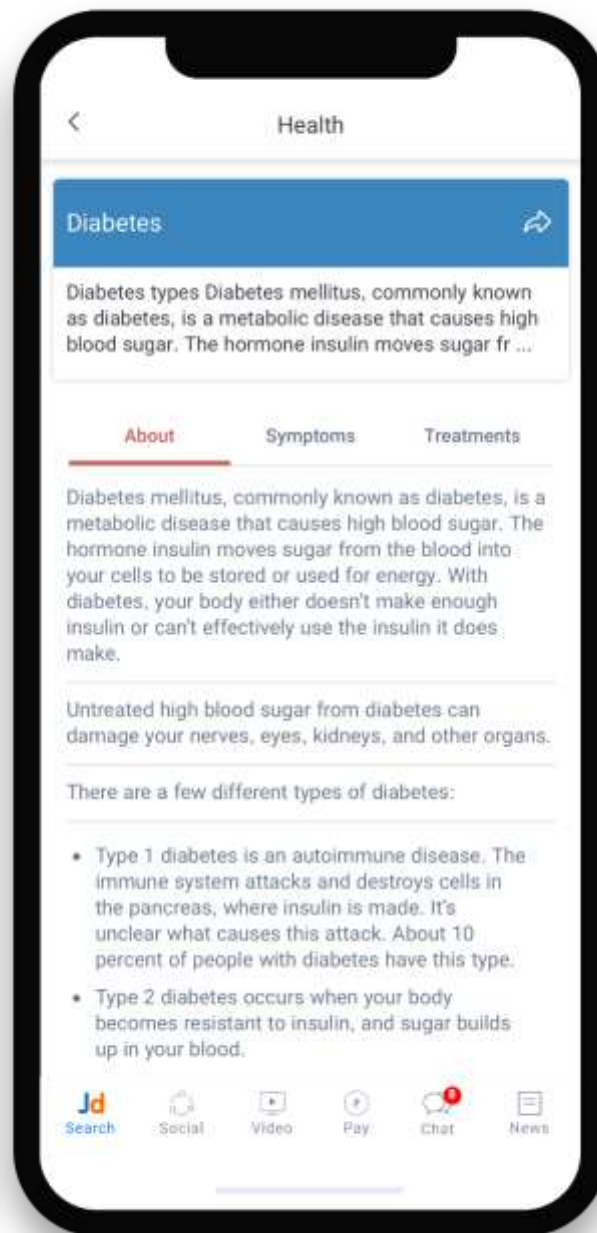 Health
Diabetes
Diabetes types Diabetes mellitus, commonly known
as diabetes, is a metabolic disease that causes high
blood sugar. The hormone insulin moves sugar fr ...
About Symptoms Treatments
Diabetes mellitus, commonly known as diabetes, is a
metabolic disease that causes high blood sugar. The
hormone insulin moves sugar from the blood into
your cells to be stored or used for energy. With
diabetes, your body either doesn't make enough
insulin or can't effectively use the insulin it does
make.
Untreated high blood sugar from diabetes can
damage your nerves, eyes, kidneys, and other organs.
There are a few different types of diabetes:
• Type 1 diabetes is an autoimmune disease. The
immune system attacks and destroys cells in
the pancreas, where insulin is made. It's
unclear what causes this attack. About 10
percent of people with diabetes have this type.
• Type 2 diabetes occurs when your body
becomes resistant to insulin, and sugar builds
up in your blood.
Jd
Search Social Video Pay Chat News